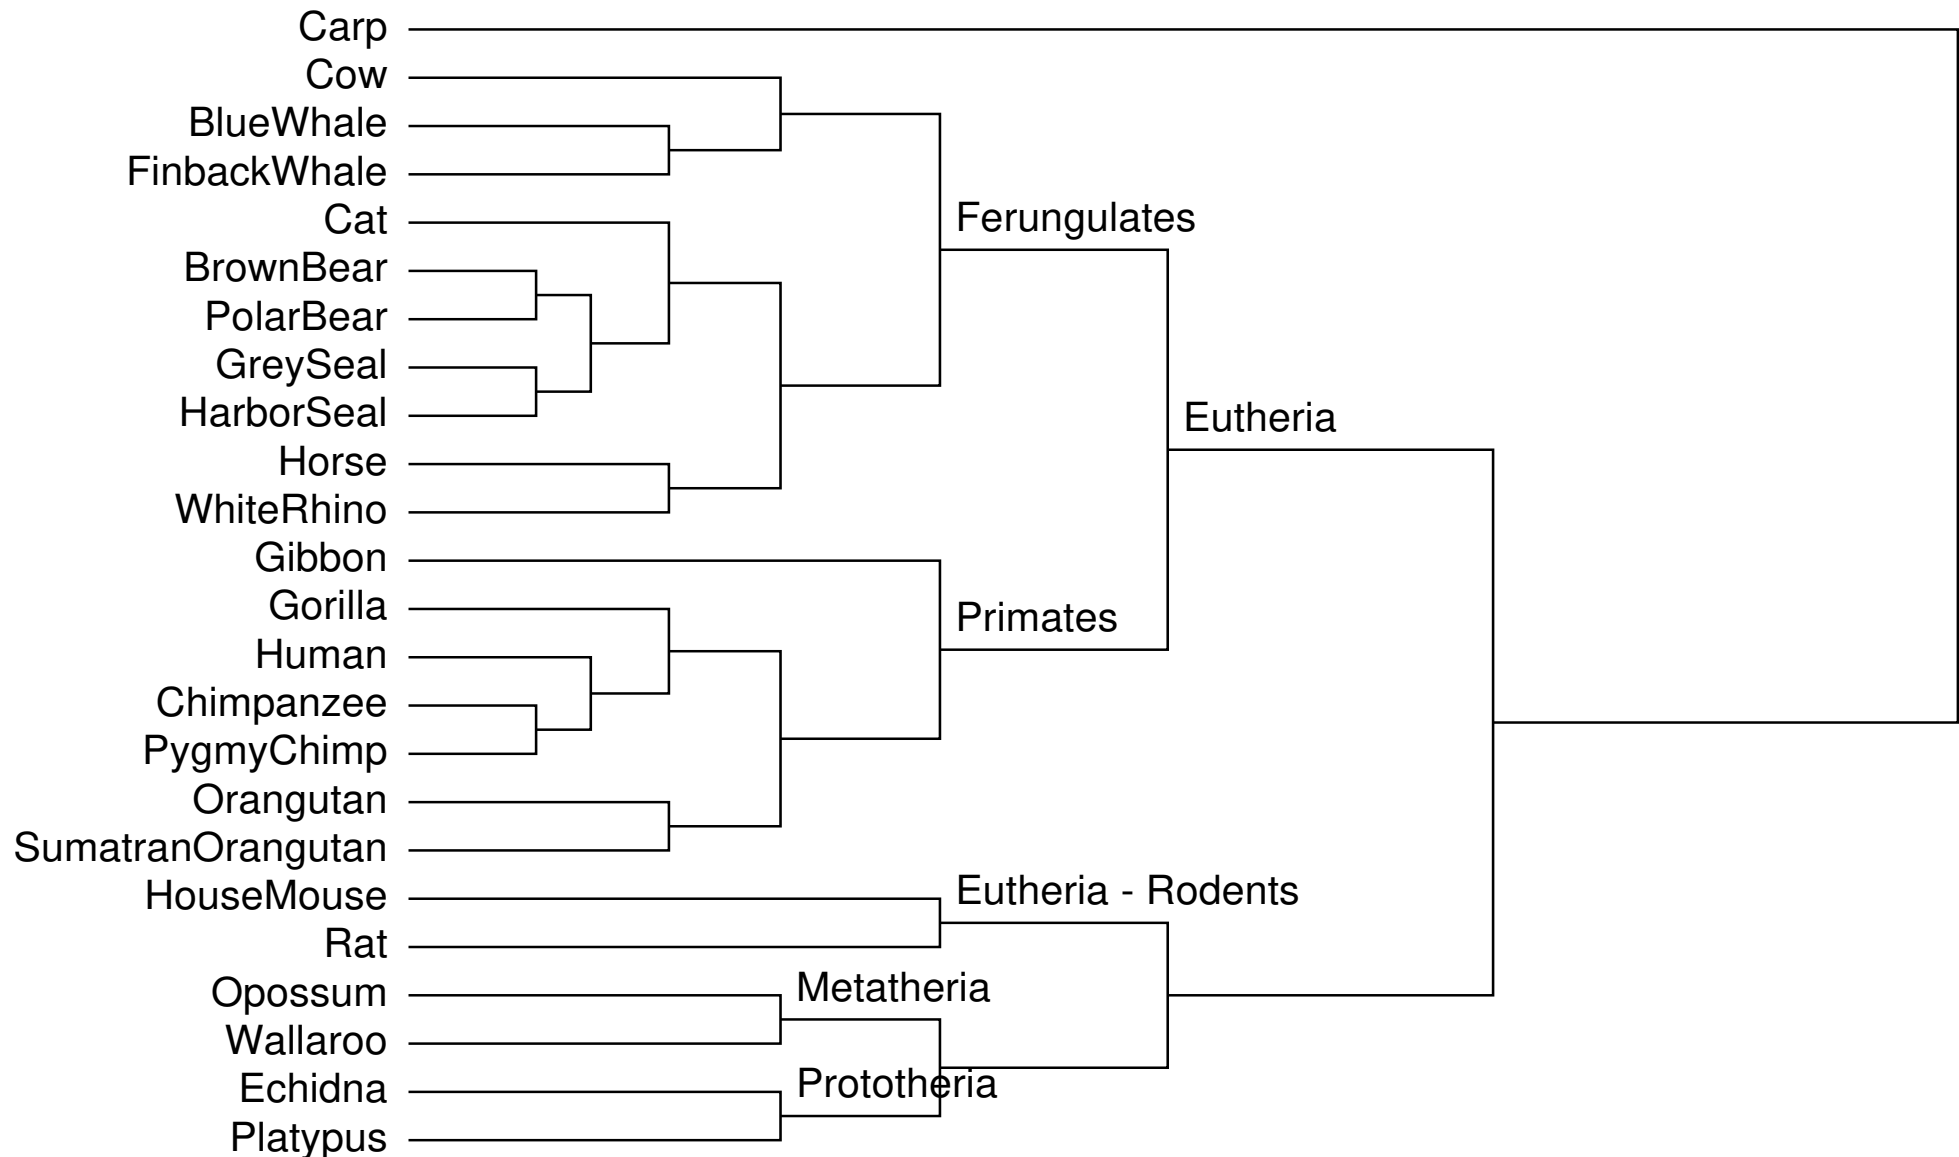 Carp
Cow
BlueWhale
FinbackWhale
Cat
Ferungulates
BrownBear
PolarBear
GreySeal
HarborSeal
Eutheria
Horse
WhiteRhino
Gibbon
Gorilla
Primates
Human
Chimpanzee
PygmyChimp
Orangutan
SumatranOrangutan
HouseMouse
Eutheria - Rodents
Rat
Opossum
Metatheria
Wallaroo
Echidna
Prototheria
Platypus